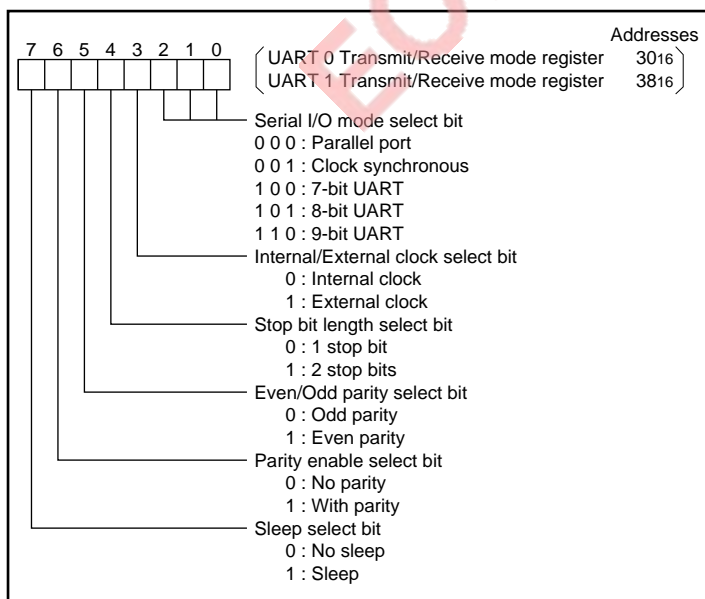 Addresses
7 6 5 4 3 2 1 0
UART 0 Transmit/Receive mode register 3016
UART 1 Transmit/Receive mode register 3816
Serial I/O mode select bit
0 0 0 : Parallel port
0 0 1 : Clock synchronous
1 0 0 : 7-bit UART
1 0 1 : 8-bit UART
1 1 0 : 9-bit UART
Internal/External clock select bit
0 : Internal clock
1 : External clock
Stop bit length select bit
0 : 1 stop bit
1 : 2 stop bits
Even/Odd parity select bit
0 : Odd parity
1 : Even parity
Parity enable select bit
0 : No parity
1 : With parity
Sleep select bit
0 : No sleep
1 : Sleep